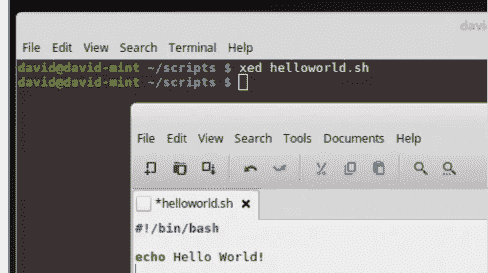 david
File Edit View Search Terminal Help
david@david-mint ~/scripts $ xed helloworld.sh
david@david-mint ~/scripts $
File Edit View Search Tools Documents Help
*helloworld.sh
#!/bin/bash
echo Hello World!